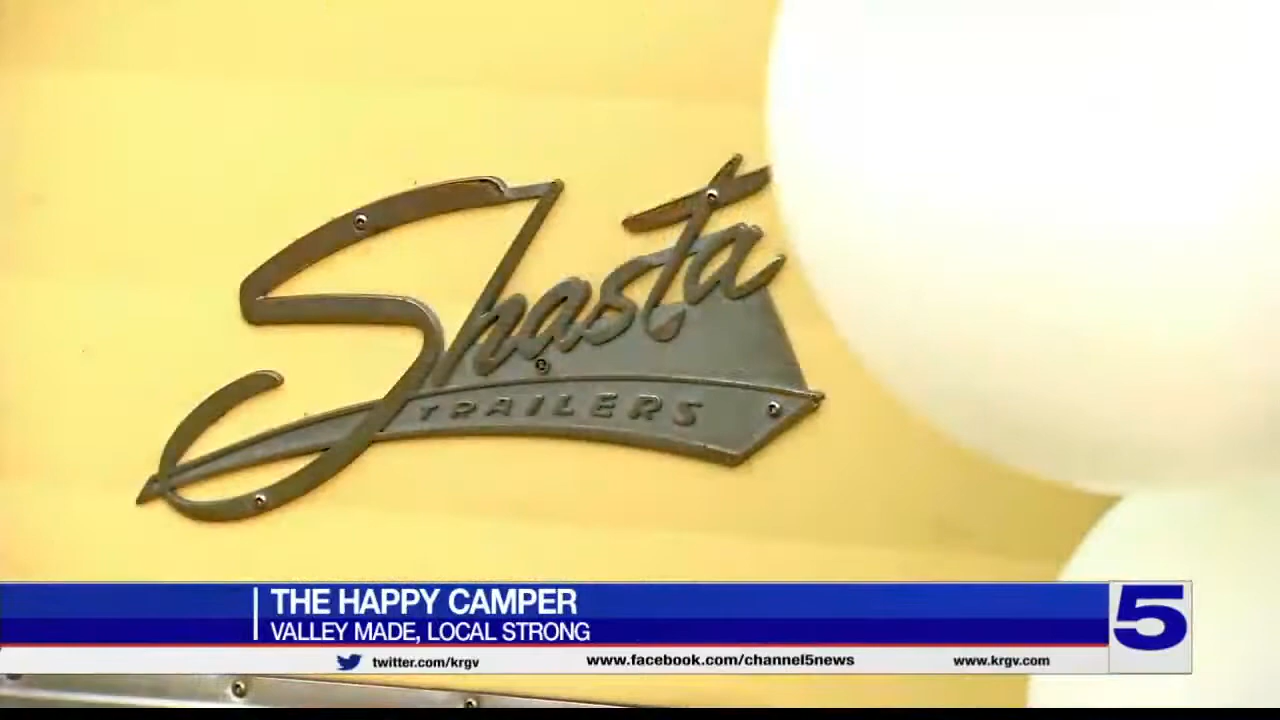 Shasta
TRAILERS
THE HAPPY CAMPER
VALLEY MADE, LOCAL STRONG
5
twitter.com/krgv
www.facebook.com/channel5news
www.krgv.com